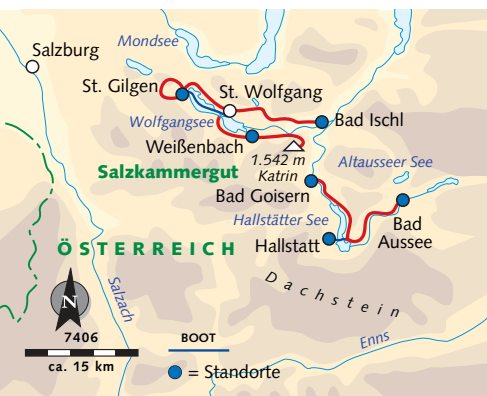 Mondsee
Salzburg
St. Gilgen
St. Wolfgang
Wolfgangsee
Bad Ischl
Weißenbach
1.542 m
Katrin
Altausseer See
Salzkammergut
Bad Goisern
Hallstätter See
Bad
Aussee
Hallstatt
ÖSTERREICH
Dachstein
Salzach
N
7406
ca. 15 km
BOOT
Enns
= Standorte